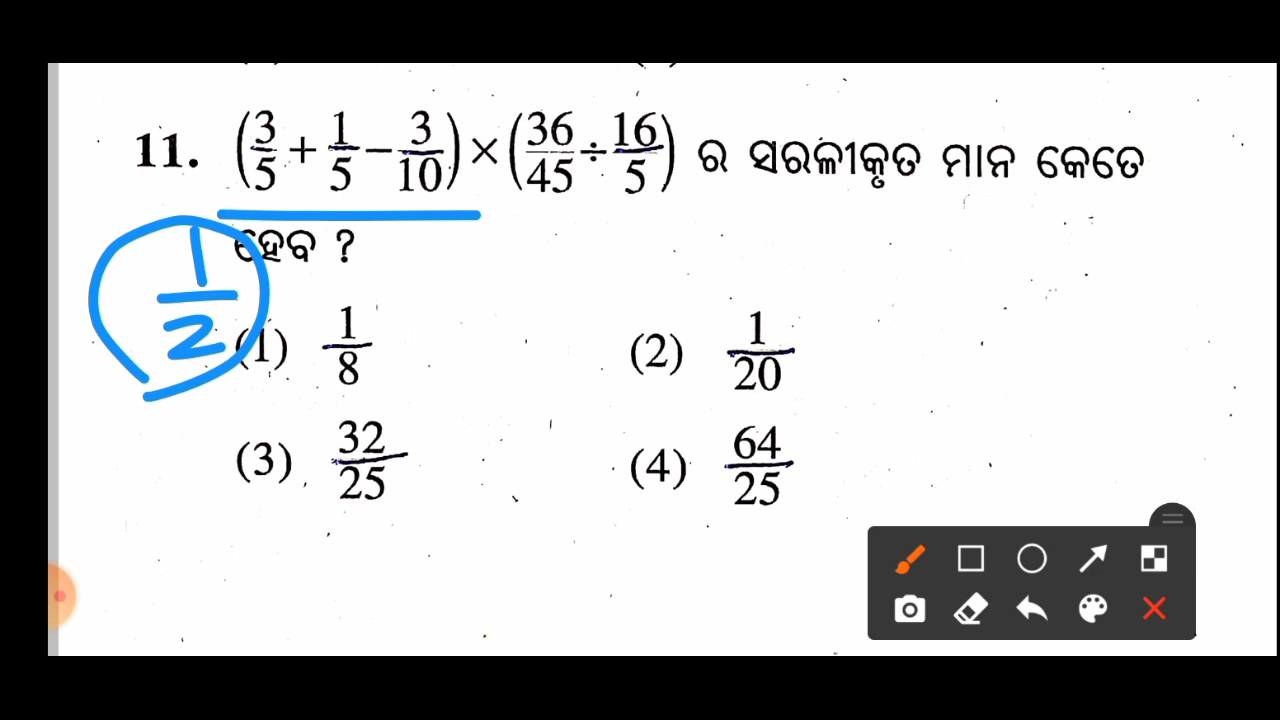 11. (3/5 + 1/5 − 3/10) × (36/45 ÷ 16/5) ର ସରଳୀକୃତ ମାନ କେତେ
ହେବ ?
1/2
(1) 1/8 (2) 1/20
(3) 32/25 (4) 64/25